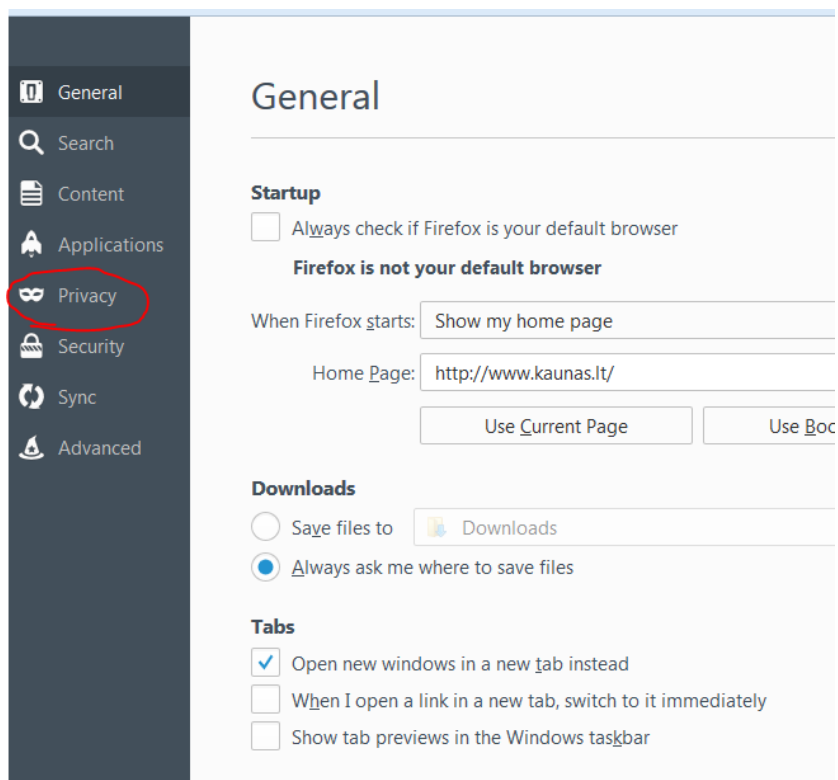 General
Search
Content
Applications
Privacy
Security
Sync
Advanced
General
Startup
Always check if Firefox is your default browser
Firefox is not your default browser
When Firefox starts: Show my home page
Home Page: http://www.kaunas.lt/
Use Current Page Use Boo
Downloads
Save files to Downloads
Always ask me where to save files
Tabs
Open new windows in a new tab instead
When I open a link in a new tab, switch to it immediately
Show tab previews in the Windows taskbar